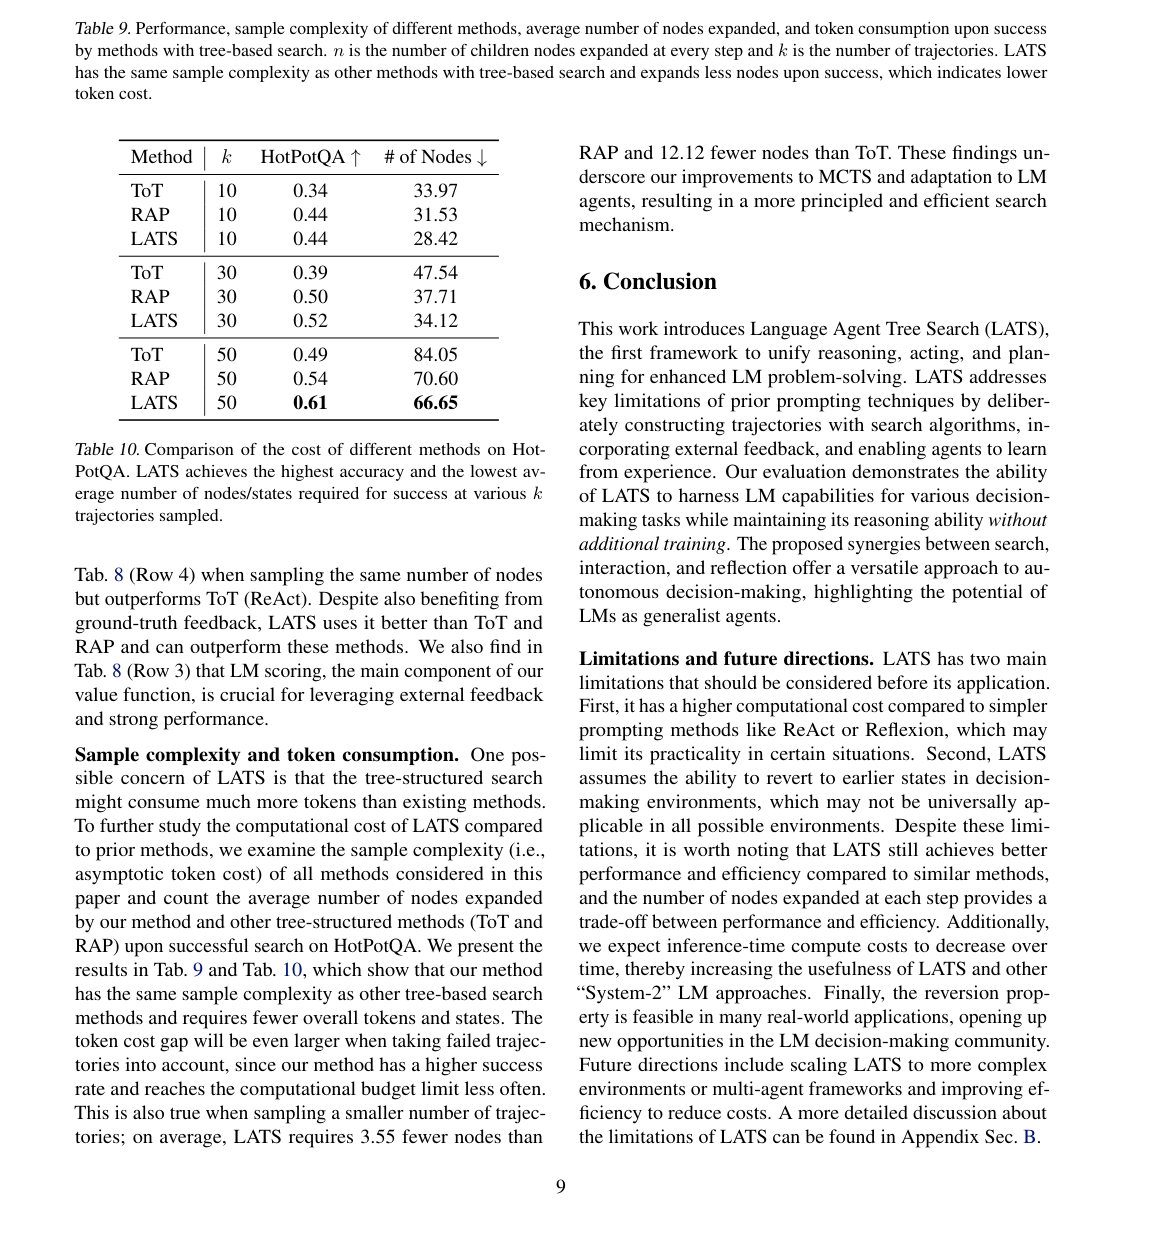 Table 9. Performance, sample complexity of different methods, average number of nodes expanded, and token consumption upon success
by methods with tree-based search. n is the number of children nodes expanded at every step and k is the number of trajectories. LATS
has the same sample complexity as other methods with tree-based search and expands less nodes upon success, which indicates lower
token cost.
Method k HotPotQA ↑ # of Nodes ↓
ToT 10 0.34 33.97
RAP 10 0.44 31.53
LATS 10 0.44 28.42
ToT 30 0.39 47.54
RAP 30 0.50 37.71
LATS 30 0.52 34.12
ToT 50 0.49 84.05
RAP 50 0.54 70.60
LATS 50 0.61 66.65
Table 10. Comparison of the cost of different methods on Hot-
PotQA. LATS achieves the highest accuracy and the lowest av-
erage number of nodes/states required for success at various k
trajectories sampled.
Tab. 8 (Row 4) when sampling the same number of nodes
but outperforms ToT (ReAct). Despite also benefiting from
ground-truth feedback, LATS uses it better than ToT and
RAP and can outperform these methods. We also find in
Tab. 8 (Row 3) that LM scoring, the main component of our
value function, is crucial for leveraging external feedback
and strong performance.
Sample complexity and token consumption. One pos-
sible concern of LATS is that the tree-structured search
might consume much more tokens than existing methods.
To further study the computational cost of LATS compared
to prior methods, we examine the sample complexity (i.e.,
asymptotic token cost) of all methods considered in this
paper and count the average number of nodes expanded
by our method and other tree-structured methods (ToT and
RAP) upon successful search on HotPotQA. We present the
results in Tab. 9 and Tab. 10, which show that our method
has the same sample complexity as other tree-based search
methods and requires fewer overall tokens and states. The
token cost gap will be even larger when taking failed trajec-
tories into account, since our method has a higher success
rate and reaches the computational budget limit less often.
This is also true when sampling a smaller number of trajec-
tories; on average, LATS requires 3.55 fewer nodes than
RAP and 12.12 fewer nodes than ToT. These findings un-
derscore our improvements to MCTS and adaptation to LM
agents, resulting in a more principled and efficient search
mechanism.
6. Conclusion
This work introduces Language Agent Tree Search (LATS),
the first framework to unify reasoning, acting, and plan-
ning for enhanced LM problem-solving. LATS addresses
key limitations of prior prompting techniques by deliber-
ately constructing trajectories with search algorithms, in-
corporating external feedback, and enabling agents to learn
from experience. Our evaluation demonstrates the ability
of LATS to harness LM capabilities for various decision-
making tasks while maintaining its reasoning ability without
additional training. The proposed synergies between search,
interaction, and reflection offer a versatile approach to au-
tonomous decision-making, highlighting the potential of
LMs as generalist agents.
Limitations and future directions. LATS has two main
limitations that should be considered before its application.
First, it has a higher computational cost compared to simpler
prompting methods like ReAct or Reflexion, which may
limit its practicality in certain situations. Second, LATS
assumes the ability to revert to earlier states in decision-
making environments, which may not be universally ap-
plicable in all possible environments. Despite these limi-
tations, it is worth noting that LATS still achieves better
performance and efficiency compared to similar methods,
and the number of nodes expanded at each step provides a
trade-off between performance and efficiency. Additionally,
we expect inference-time compute costs to decrease over
time, thereby increasing the usefulness of LATS and other
“System-2” LM approaches. Finally, the reversion prop-
erty is feasible in many real-world applications, opening up
new opportunities in the LM decision-making community.
Future directions include scaling LATS to more complex
environments or multi-agent frameworks and improving ef-
ficiency to reduce costs. A more detailed discussion about
the limitations of LATS can be found in Appendix Sec. B.
9